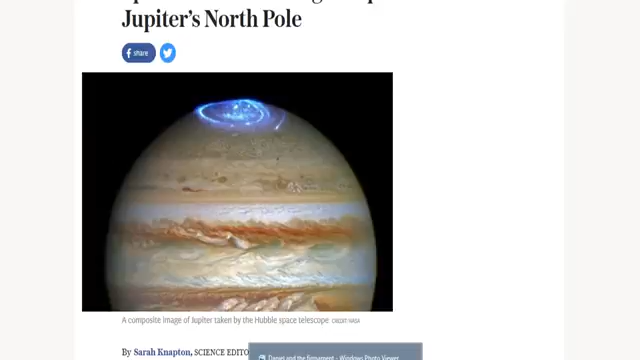 Jupiter's North Pole
f share
A composite image of Jupiter taken by the Hubble space telescope CREDIT: NASA
By Sarah Knapton, SCIENCE EDITO
Daniel and the firmament - Windows Photo Viewer